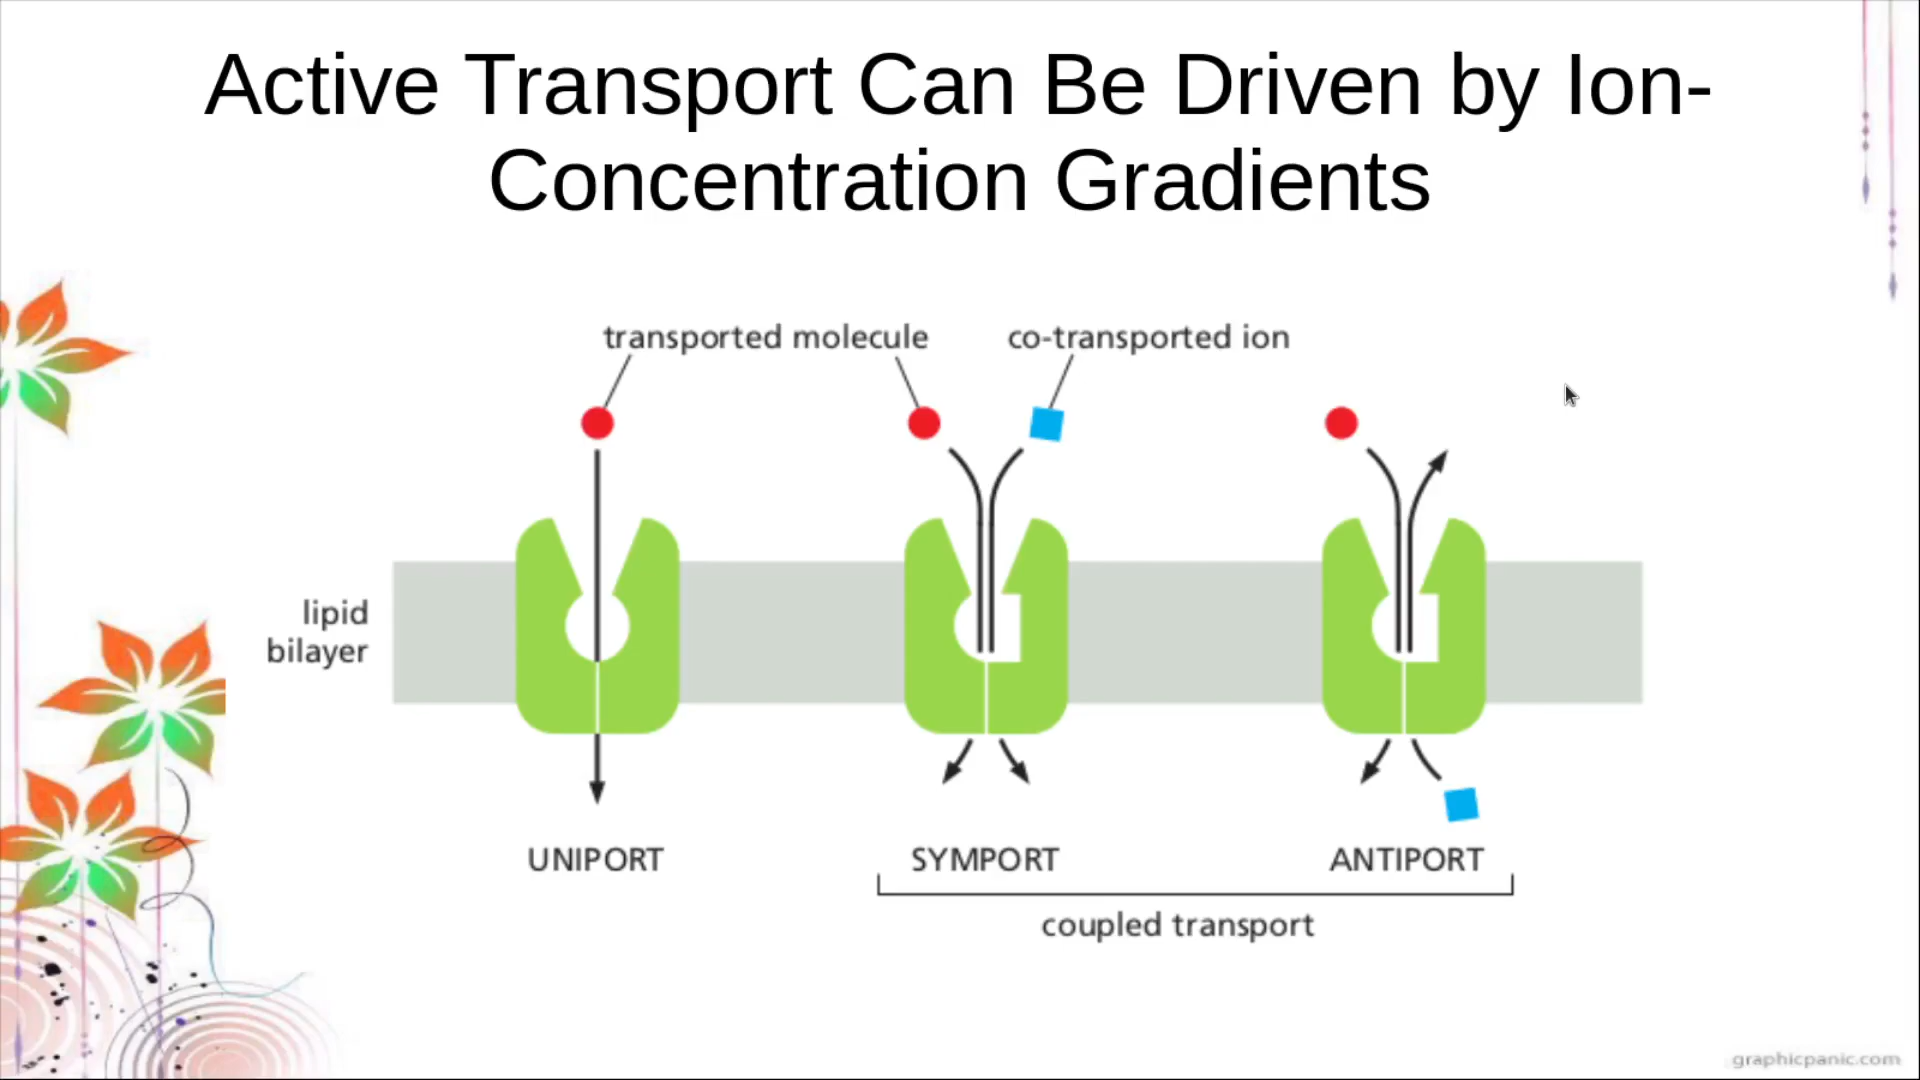 Active Transport Can Be Driven by Ion-
Concentration Gradients
transported molecule
co-transported ion
lipid
bilayer
UNIPORT
SYMPORT
ANTIPORT
coupled transport
graphicpanic.com